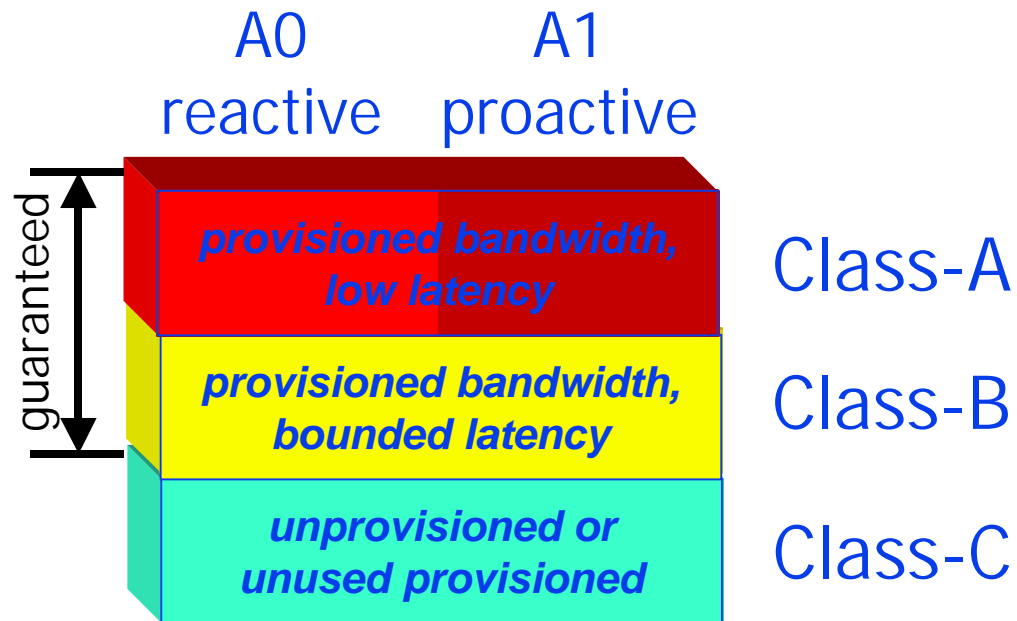 A0 A1
reactive proactive
guaranteed
provisioned bandwidth,
low latency
Class-A
provisioned bandwidth,
bounded latency
Class-B
unprovisioned or
unused provisioned
Class-C